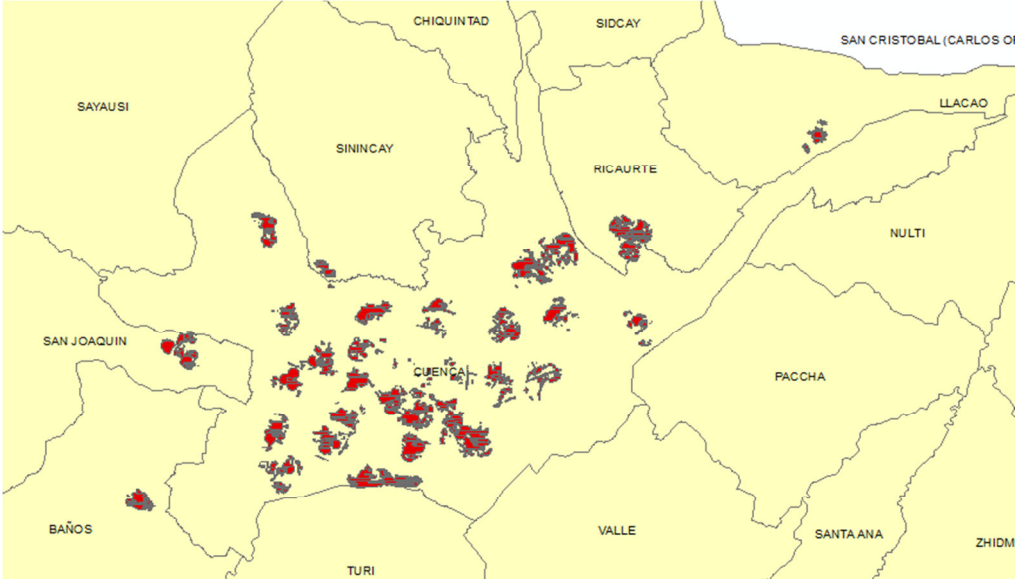 CHIQUINTAD
SIDCAY
SAN CRISTOBAL (CARLOS OR
SAYAUSI
LLACAO
SININCAY
RICAURTE
NULTI
SAN JOAQUIN
CUENCA
PACCHA
BAÑOS
VALLE
SANTA ANA
ZHIDM
TURI